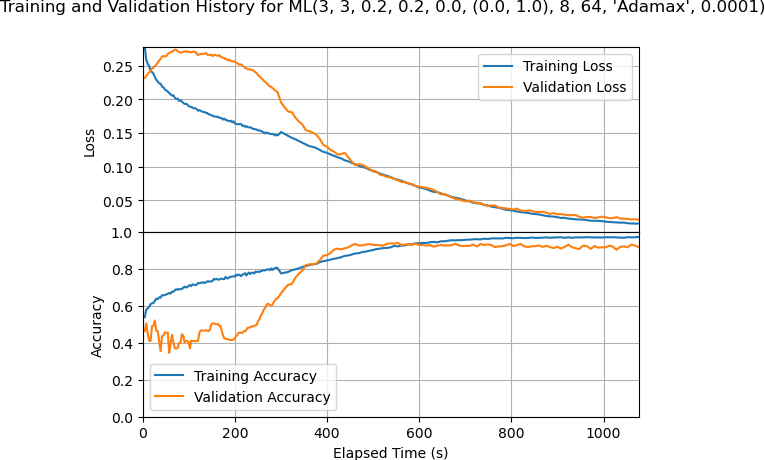 Training and Validation History for ML(3, 3, 0.2, 0.2, 0.0, (0.0, 1.0), 8, 64, 'Adamax', 0.0001)
Loss
0.25
0.20
0.15
0.10
0.05
Training Loss
Validation Loss
Accuracy
1.0
0.8
0.6
0.4
0.2
0.0
Training Accuracy
Validation Accuracy
0 200 400 600 800 1000
Elapsed Time (s)